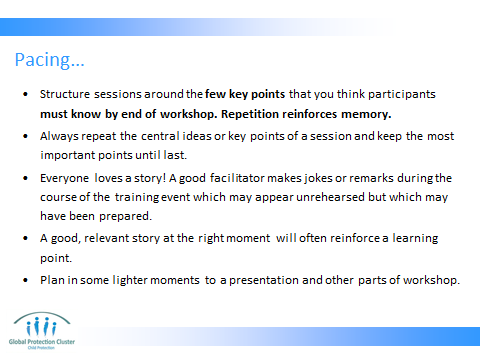 Pacing...
• Structure sessions around the few key points that you think participants
must know by end of workshop. Repetition reinforces memory.
• Always repeat the central ideas or key points of a session and keep the most
important points until last.
• Everyone loves a story! A good facilitator makes jokes or remarks during the
course of the training event which may appear unrehearsed but which may
have been prepared.
• A good, relevant story at the right moment will often reinforce a learning
point.
• Plan in some lighter moments to a presentation and other parts of workshop.
Global Protection Cluster
Child Protection